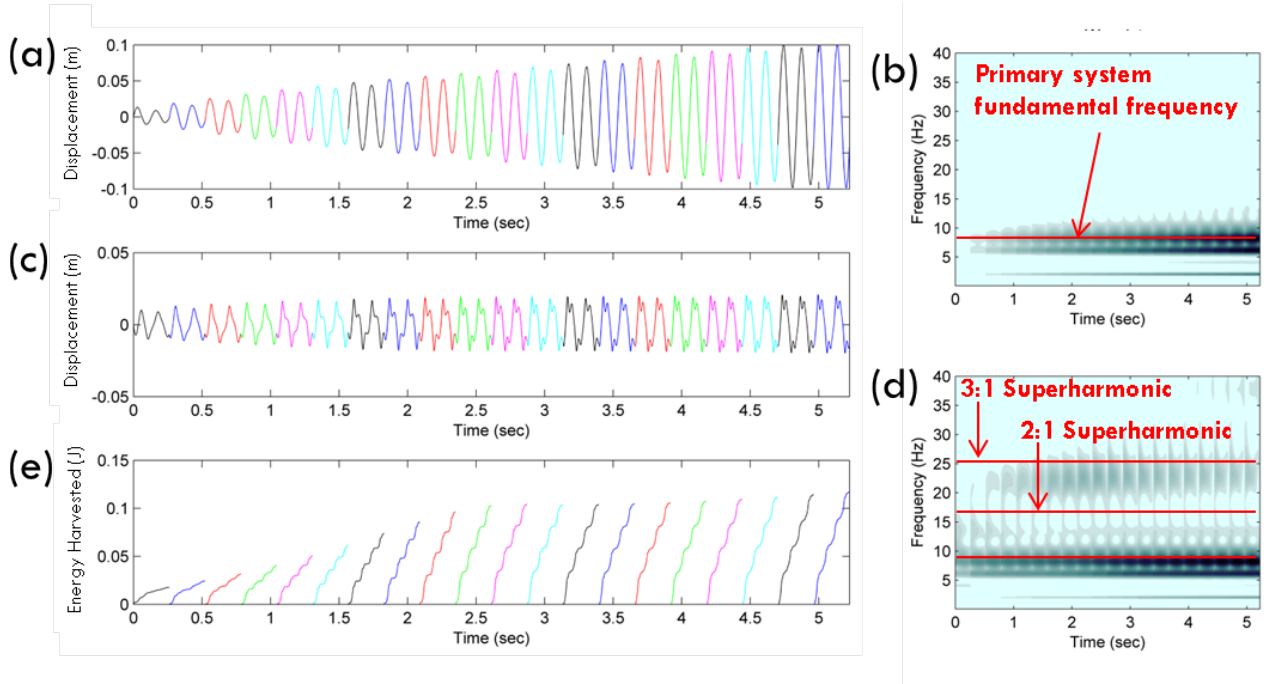 (a)
Displacement (m)
0.1
0.05
0
-0.05
-0.1
0 0.5 1 1.5 2 2.5 3 3.5 4 4.5 5
Time (sec)
(b)
Frequency (Hz)
40
35
30
25
20
15
10
5
Primary system
fundamental frequency
0 1 2 3 4 5
Time (sec)
(c)
Displacement (m)
0.05
0
-0.05
0 0.5 1 1.5 2 2.5 3 3.5 4 4.5 5
Time (sec)
(d)
Frequency (Hz)
40
35
30
25
20
15
10
5
3:1 Superharmonic
2:1 Superharmonic
0 1 2 3 4 5
Time (sec)
(e)
Energy Harvested (J)
0.15
0.1
0.05
0
0 0.5 1 1.5 2 2.5 3 3.5 4 4.5 5
Time (sec)